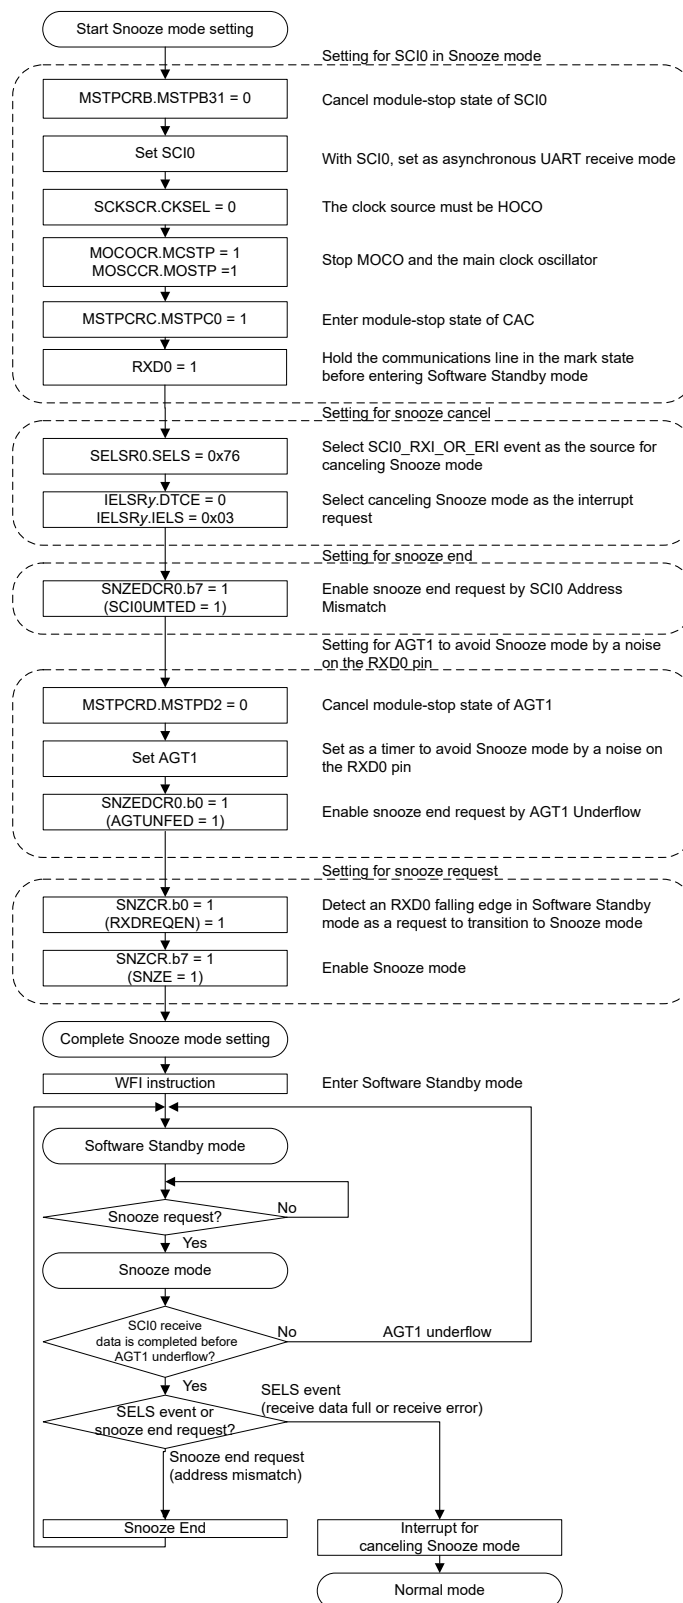 Start Snooze mode setting
Setting for SCI0 in Snooze mode
MSTPCRB.MSTPB31 = 0
Cancel module-stop state of SCI0
Set SCI0
With SCI0, set as asynchronous UART receive mode
SCKSCR.CKSEL = 0
The clock source must be HOCO
MOCOCR.MCSTP = 1
MOSCCR.MOSTP =1
Stop MOCO and the main clock oscillator
MSTPCRC.MSTPC0 = 1
Enter module-stop state of CAC
RXD0 = 1
Hold the communications line in the mark state
before entering Software Standby mode
Setting for snooze cancel
SELSR0.SELS = 0x76
Select SCI0_RXI_OR_ERI event as the source for
canceling Snooze mode
IELSRy.DTCE = 0
IELSRy.IELS = 0x03
Select canceling Snooze mode as the interrupt
request
Setting for snooze end
SNZEDCR0.b7 = 1
(SCI0UMTED = 1)
Enable snooze end request by SCI0 Address
Mismatch
Setting for AGT1 to avoid Snooze mode by a noise
on the RXD0 pin
MSTPCRD.MSTPD2 = 0
Cancel module-stop state of AGT1
Set AGT1
Set as a timer to avoid Snooze mode by a noise on
the RXD0 pin
SNZEDCR0.b0 = 1
(AGTUNFED = 1)
Enable snooze end request by AGT1 Underflow
Setting for snooze request
SNZCR.b0 = 1
(RXDREQEN) = 1
Detect an RXD0 falling edge in Software Standby
mode as a request to transition to Snooze mode
SNZCR.b7 = 1
(SNZE = 1)
Enable Snooze mode
Complete Snooze mode setting
WFI instruction
Enter Software Standby mode
Software Standby mode
Snooze request?
No
Yes
Snooze mode
SCI0 receive
data is completed before
AGT1 underflow?
No
AGT1 underflow
Yes
SELS event
(receive data full or receive error)
SELS event or
snooze end request?
Snooze end request
(address mismatch)
Snooze End
Interrupt for
canceling Snooze mode
Normal mode